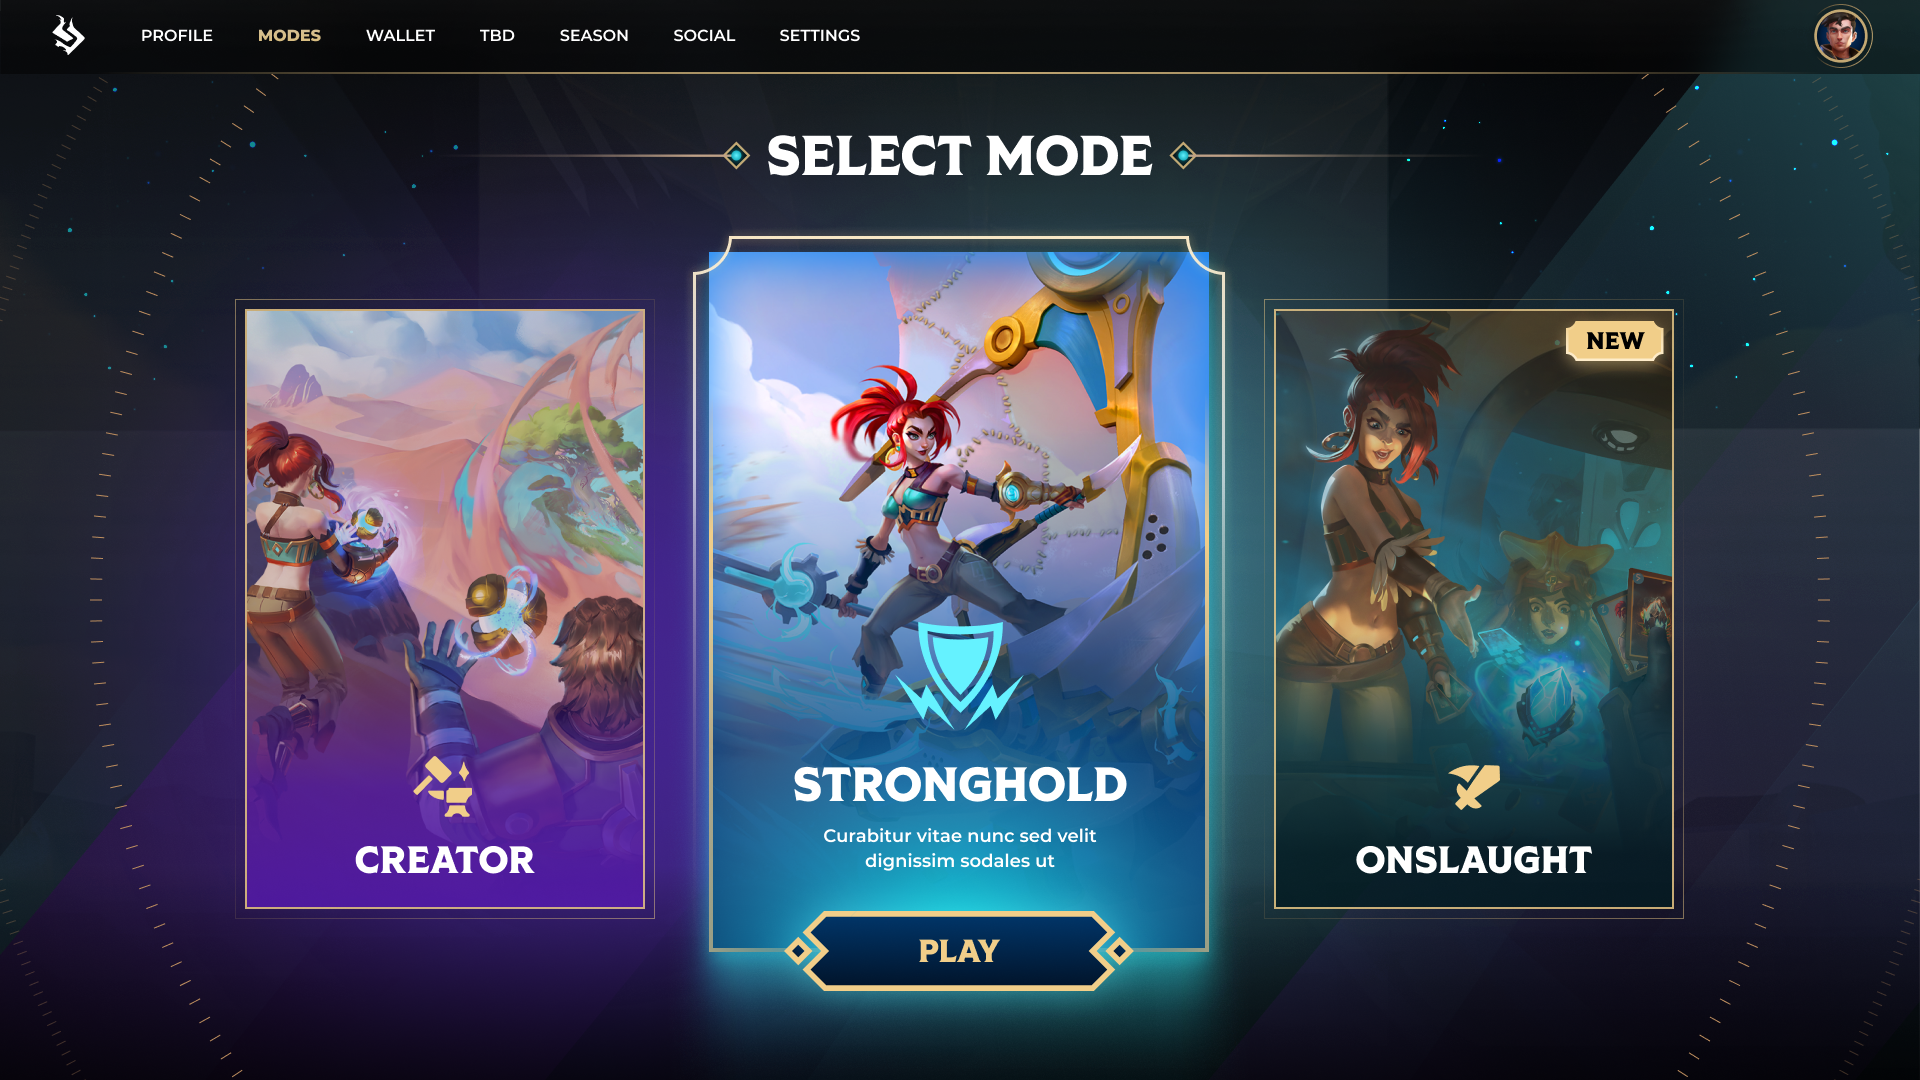 PROFILE MODES WALLET TBD SEASON SOCIAL SETTINGS
SELECT MODE
NEW
STRONGHOLD
Curabitur vitae nunc sed velit
dignissim sodales ut
CREATOR
ONSLAUGHT
PLAY